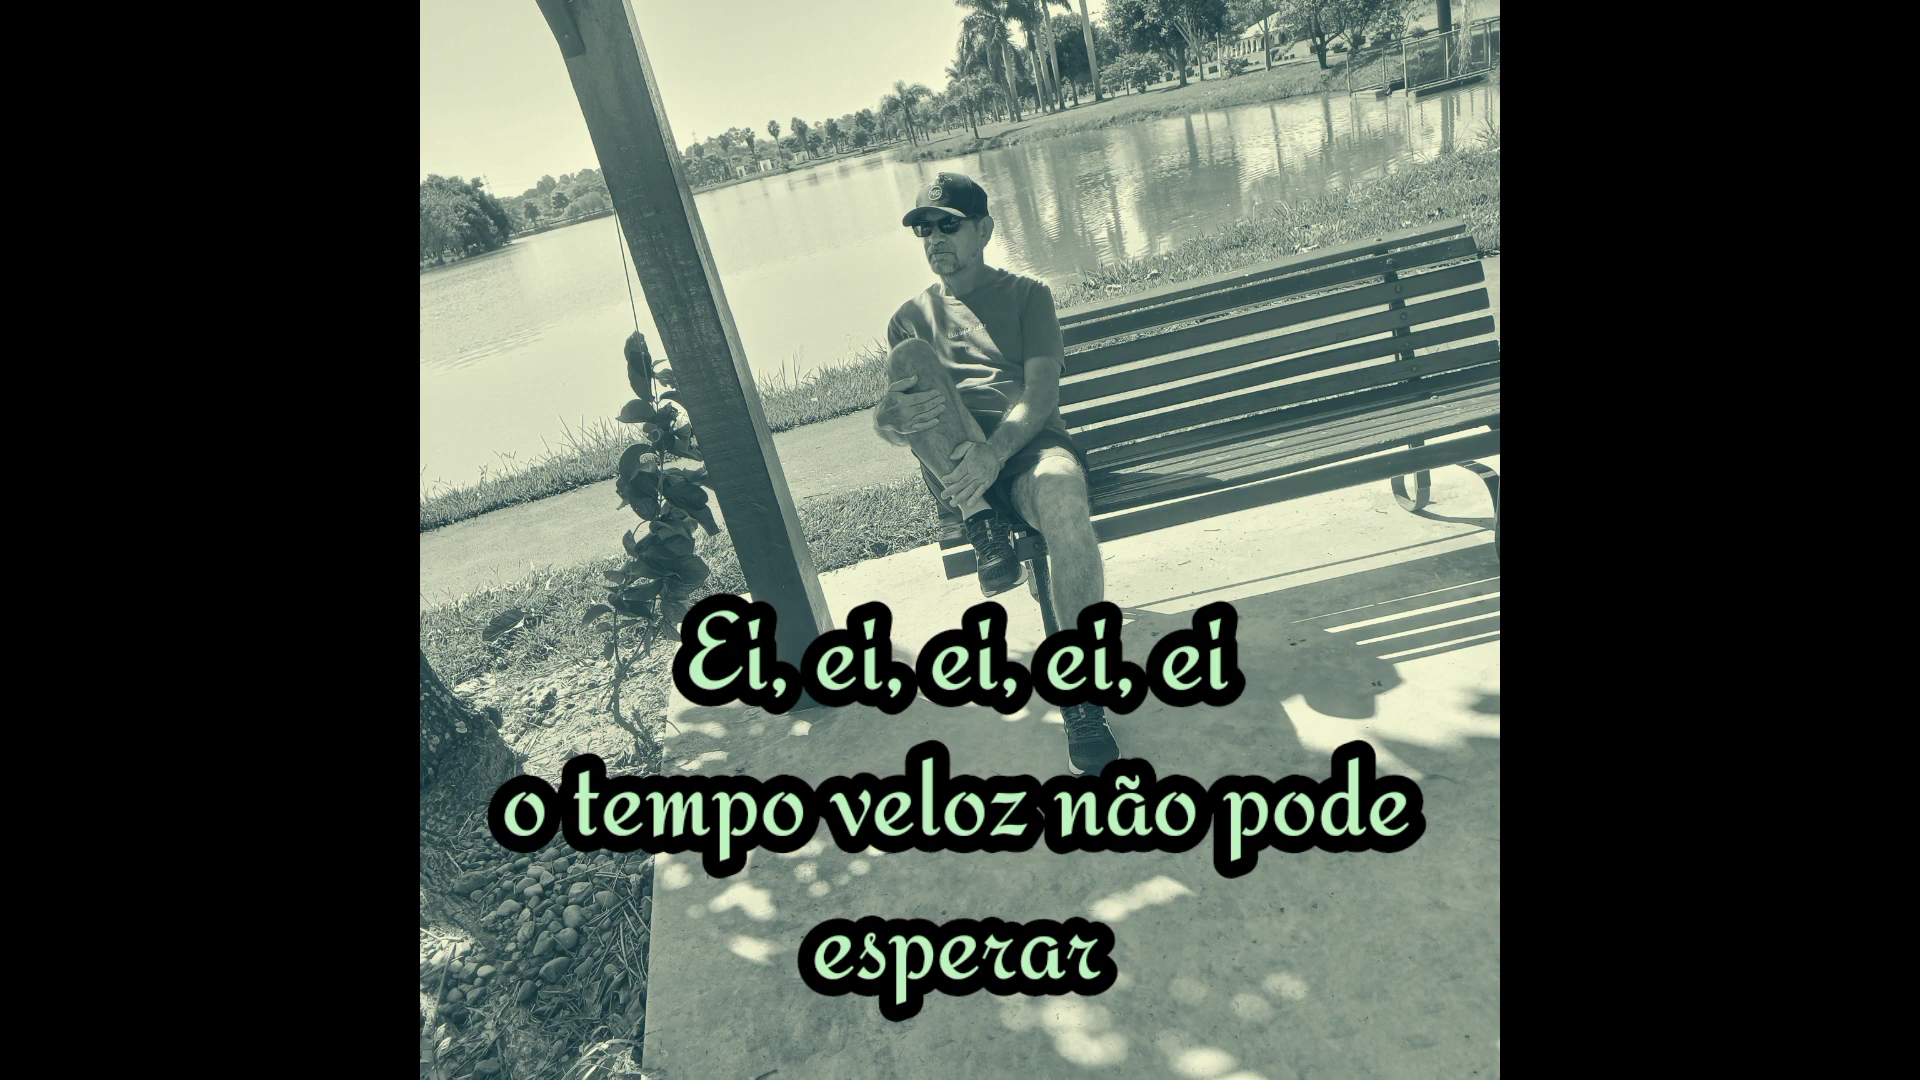 Ei, ei, ei, ei, ei
o tempo veloz não pode
esperar